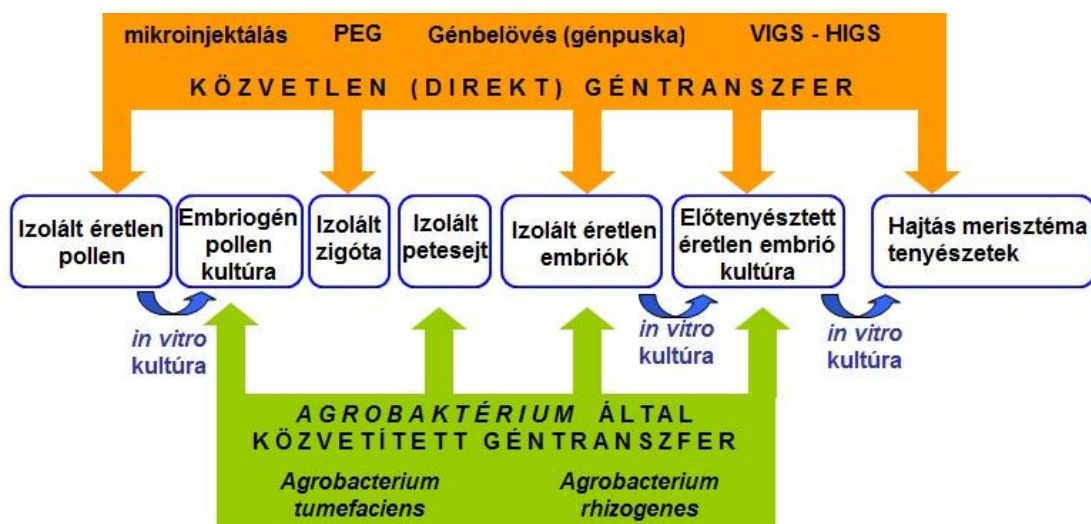 mikroinjektálás PEG Génbelövés (génpuska) VIGS - HIGS
KÖZVETLEN (DIREKT) GÉNTRANSZFER
Izolált éretlen
pollen
Embriogén
pollen
kultúra
Izolált
zigóta
Izolált
petesejt
Izolált éretlen
embriók
Előtenyésztett
éretlen embrió
kultúra
Hajtás merisztéma
tenyészetek
in vitro
kultúra
in vitro
kultúra
in vitro
kultúra
AGROBAKTÉRIUM ÁLTAL
KÖZVETÍTETT GÉNTRANSZFER
Agrobacterium
tumefaciens
Agrobacterium
rhizogenes